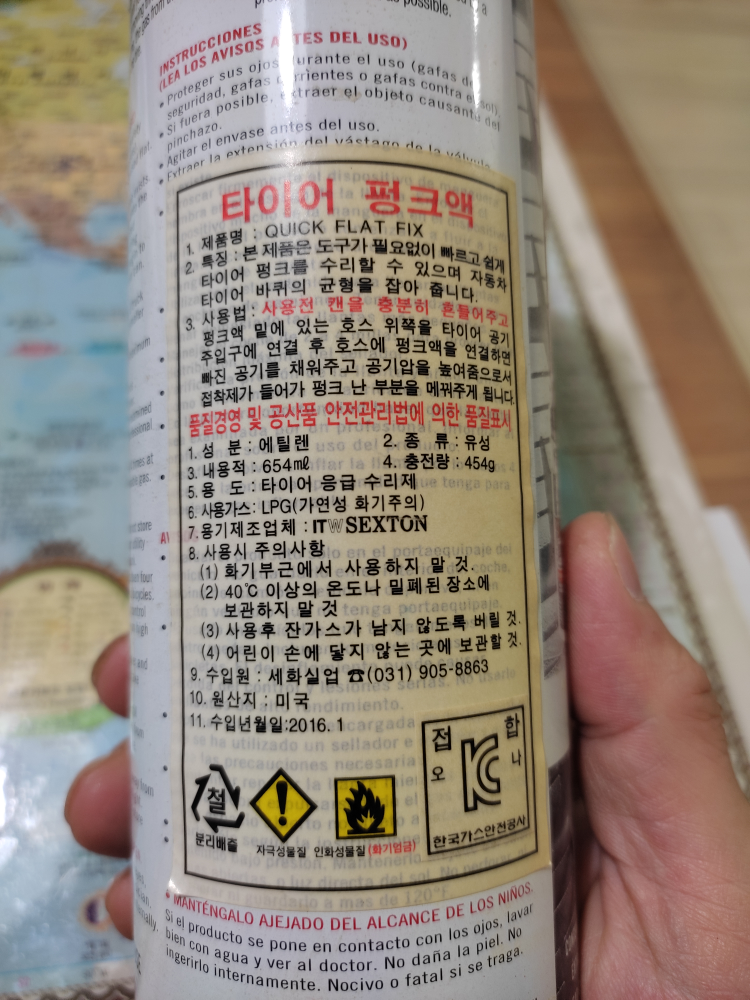 the gas from
possible.
INSTRUCCIONES
(LEA LOS AVISOS ANTES DEL USO)
• Proteger sus ojos durante el uso (gafas de
seguridad, gafas corrientes o gafas contra el sol).
• Si fuera posible, extraer el objeto causante del
pinchazo.
• Agitar el envase antes del uso.
• Extraer la extensión del vástago de la válvula
타이어 펑크액
1. 제품명 : QUICK FLAT FIX
2. 특징 : 본 제품은 도구가 필요없이 빠르고 쉽게
타이어 펑크를 수리할 수 있으며 자동차
타이어 바퀴의 균형을 잡아 줍니다.
3. 사용법 : 사용전 캔을 충분히 흔들어주고
펑크액 밑에 있는 호스 위쪽을 타이어 공기
주입구에 연결 후 호스에 펑크액을 연결하면
빠진 공기를 채워주고 공기압을 높여줌으로서
접착제가 들어가 펑크 난 부분을 메꿔주게 됩니다.
품질경영 및 공산품 안전관리법에 의한 품질표시
1. 성 분 : 에틸렌 2. 종 류 : 유성
3. 내용적 : 654㎖ 4. 충전량 : 454g
5. 용 도 : 타이어 응급 수리제
6. 사용가스: LPG(가연성 화기주의)
7. 용기제조업체 : ITW SEXTON
8. 사용시 주의사항
(1) 화기부근에서 사용하지 말 것.
(2) 40℃ 이상의 온도나 밀폐된 장소에
보관하지 말 것
(3) 사용후 잔가스가 남지 않도록 버릴 것.
(4) 어린이 손에 닿지 않는 곳에 보관할 것.
9. 수입원 : 세화실업 ☎(031) 905-8863
10. 원산지 : 미국
11. 수입년월일:2016. 1
접 합
오 나
한국가스안전공사
철
분리배출 자극성물질 인화성물질 (화기엄금)
• MANTÉNGALO AJEJADO DEL ALCANCE DE LOS NIÑOS.
Si el producto se pone en contacto con los ojos, lavar
bien con agua y ver al doctor. No daña la piel. No
ingerirlo internamente. Nocivo o fatal si se traga.